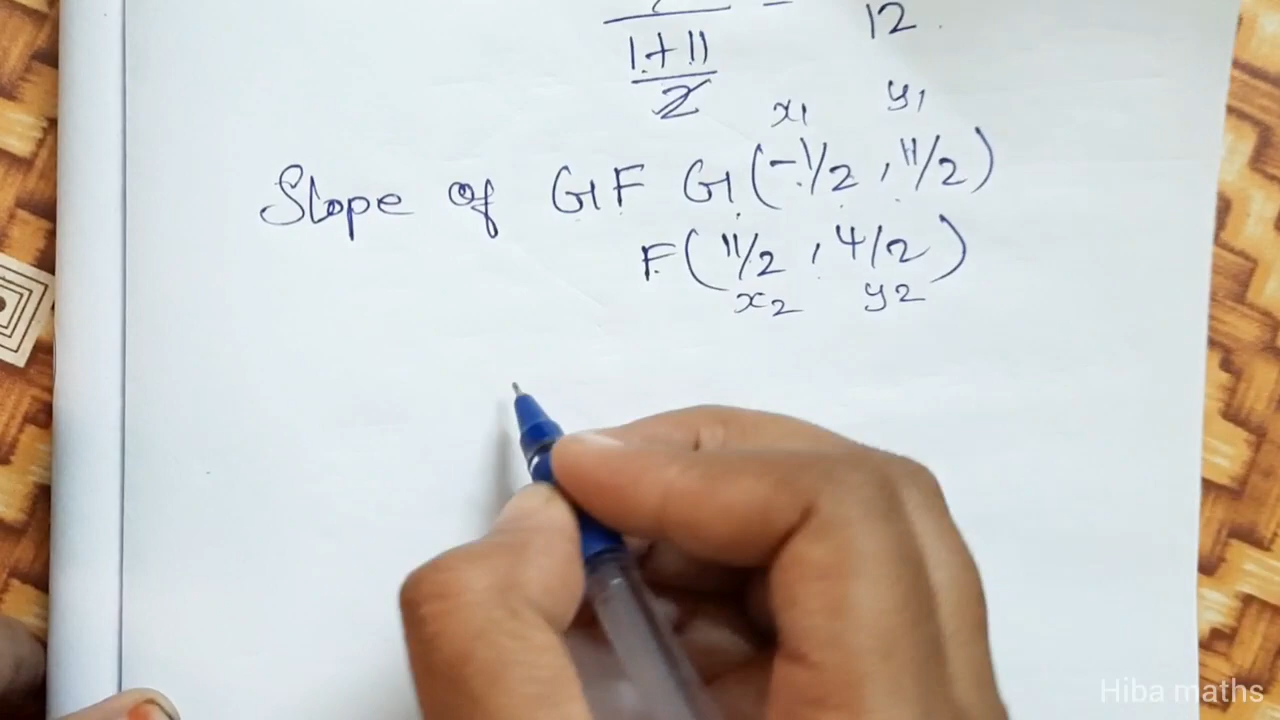 12.
1+11
2
x1 y1
Slope of GF G(-1/2, 11/2)
F(11/2, 4/2)
x2 y2
Hiba maths